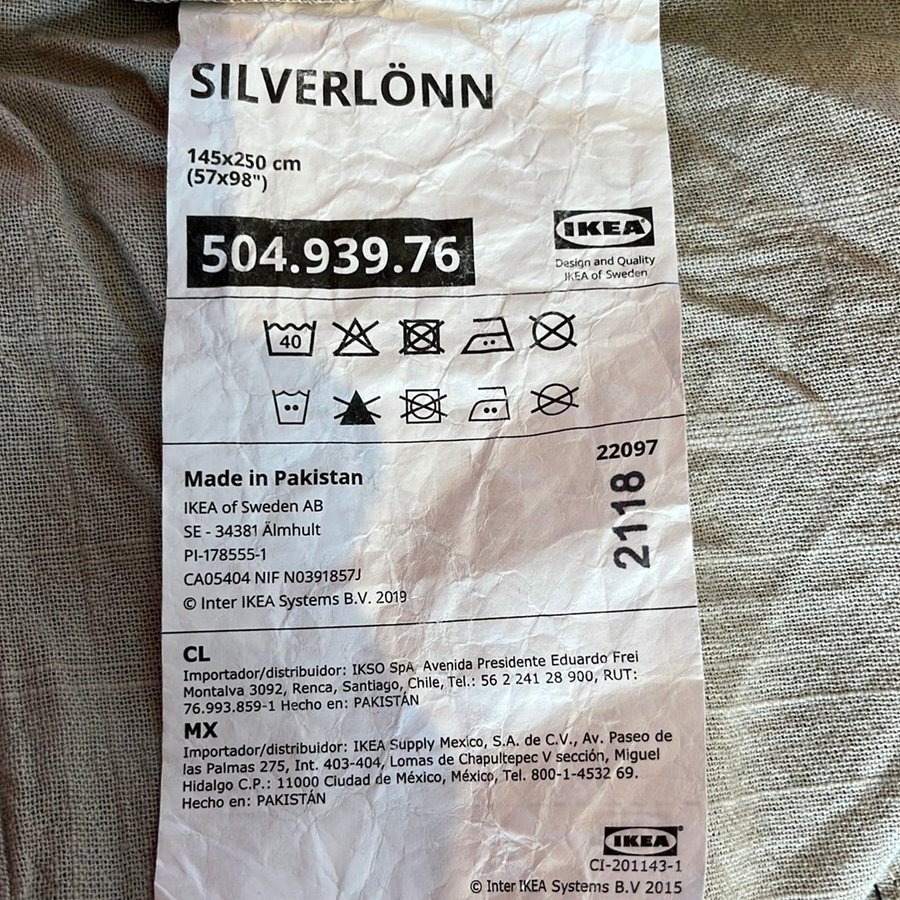 SILVERLÖNN
145x250 cm
(57x98")
504.939.76
IKEA
Design and Quality
IKEA of Sweden
40
22097
2118
Made in Pakistan
IKEA of Sweden AB
SE - 34381 Älmhult
PI-178555-1
CA05404 NIF N0391857J
© Inter IKEA Systems B.V. 2019
CL
Importador/distribuidor: IKSO SpA, Avenida Presidente Eduardo Frei
Montalva 3092, Renca, Santiago, Chile, Tel.: 56 2 241 28 900, RUT:
76.993.859-1 Hecho en: PAKISTÁN
MX
Importador/distribuidor: IKEA Supply Mexico, S.A. de C.V., Av. Paseo de
las Palmas 275, Int. 403-404, Lomas de Chapultepec V sección, Miguel
Hidalgo C.P.: 11000 Ciudad de México, México, Tel. 800-1-4532 69.
Hecho en: PAKISTÁN
IKEA
CI-201143-1
© Inter IKEA Systems B.V 2015